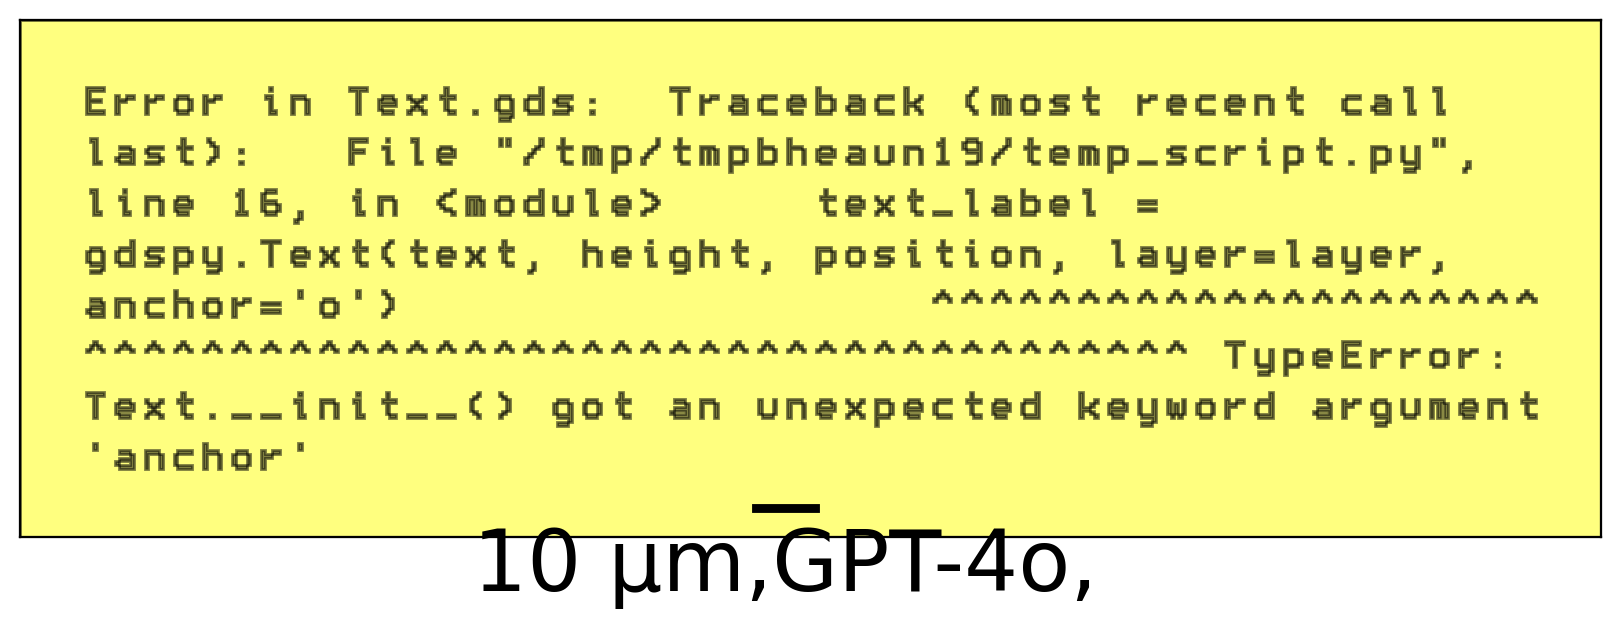 Error in Text.gds:  Traceback (most recent call
last):   File "/tmp/tmpbheaun19/temp_script.py",
line 16, in <module>     text_label =
gdspy.Text(text, height, position, layer=layer,
anchor='o')                  ^^^^^^^^^^^^^^^^^^^^^
^^^^^^^^^^^^^^^^^^^^^^^^^^^^^^^^^^^^^^ TypeError:
Text.__init__() got an unexpected keyword argument
'anchor'
10 μm,GPT-4o,